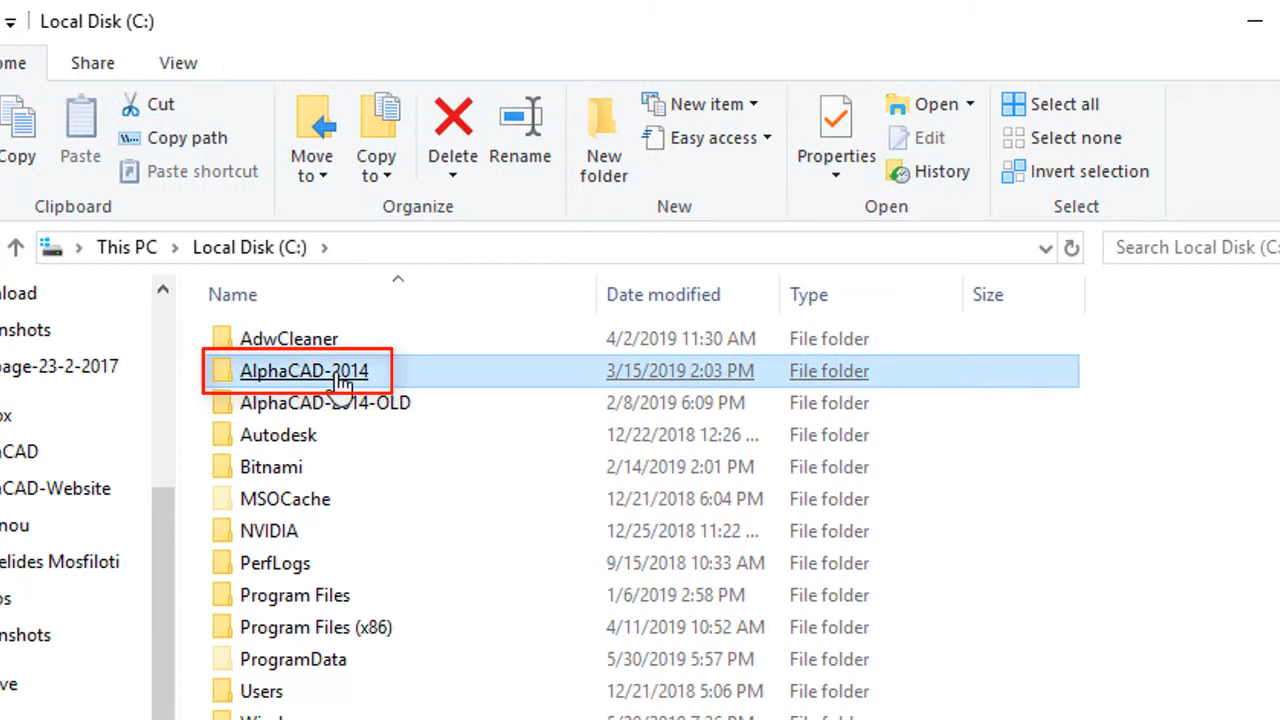 Local Disk (C:)
ome Share View
Copy Paste Cut Copy path Paste shortcut
Move to Copy to Delete Rename
New folder New item Easy access
Properties Open Edit History
Select all Select none Invert selection
Clipboard Organize New Open Select
This PC Local Disk (C:) Search Local Disk (C:
nload
nshots
page-23-2-2017
ox
aCAD
aCAD-Website
nou
elides Mosfiloti
os
nshots
ve
Name Date modified Type Size
AdwCleaner 4/2/2019 11:30 AM File folder
AlphaCAD-2014 3/15/2019 2:03 PM File folder
AlphaCAD-2014-OLD 2/8/2019 6:09 PM File folder
Autodesk 12/22/2018 12:26 ... File folder
Bitnami 2/14/2019 2:01 PM File folder
MSOCache 12/21/2018 6:04 PM File folder
NVIDIA 12/25/2018 11:22 ... File folder
PerfLogs 9/15/2018 10:33 AM File folder
Program Files 1/6/2019 2:58 PM File folder
Program Files (x86) 4/11/2019 10:52 AM File folder
ProgramData 5/30/2019 5:57 PM File folder
Users 12/21/2018 5:06 PM File folder